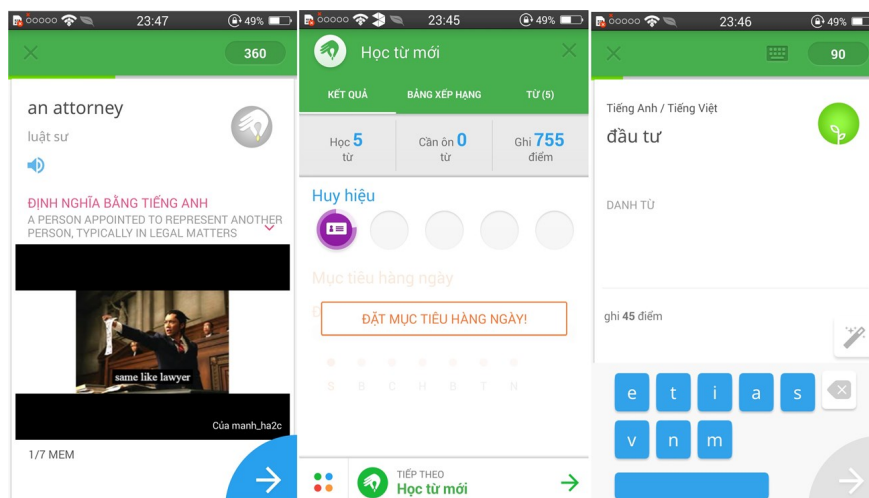 23:47
49%
360
an attorney
luật sư
ĐỊNH NGHĨA BẰNG TIẾNG ANH
A PERSON APPOINTED TO REPRESENT ANOTHER
PERSON, TYPICALLY IN LEGAL MATTERS
same like lawyer
Của manh_ha2c
1/7 MEM
23:45
49%
Học từ mới
KẾT QUẢ
BẢNG XẾP HẠNG
TỪ (5)
Học 5
từ
Cần ôn 0
từ
Ghi 755
điểm
Huy hiệu
Mục tiêu hàng ngày
Đ
ĐẶT MỤC TIÊU HÀNG NGÀY!
S B C H B T N
TIẾP THEO
Học từ mới
23:46
49%
90
Tiếng Anh / Tiếng Việt
đầu tư
DANH TỪ
ghi 45 điểm
e t i a s
v n m